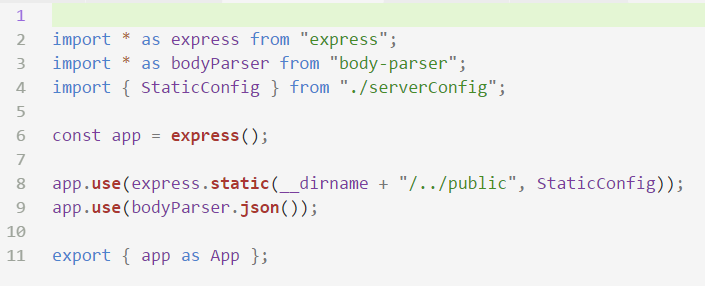 1
2 import * as express from "express";
3 import * as bodyParser from "body-parser";
4 import { StaticConfig } from "./serverConfig";
5
6 const app = express();
7
8 app.use(express.static(__dirname + "/../public", StaticConfig));
9 app.use(bodyParser.json());
10
11 export { app as App };